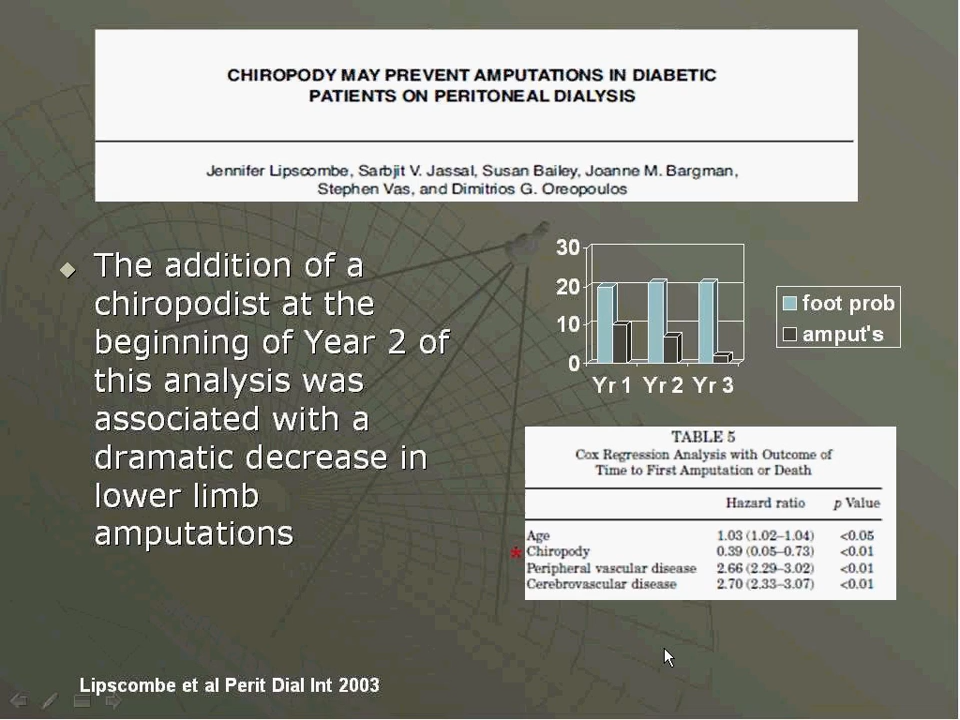 CHIROPODY MAY PREVENT AMPUTATIONS IN DIABETIC
PATIENTS ON PERITONEAL DIALYSIS
Jennifer Lipscombe, Sarbjit V. Jassal, Susan Bailey, Joanne M. Bargman,
Stephen Vas, and Dimitrios G. Oreopoulos
The addition of a
chiropodist at the
beginning of Year 2 of
this analysis was
associated with a
dramatic decrease in
lower limb
amputations
30
20
10
0
Yr 1 Yr 2 Yr 3
foot prob
amput's
TABLE 5
Cox Regression Analysis with Outcome of
Time to First Amputation or Death
Hazard ratio p Value
Age 1.03 (1.02–1.04) <0.05
* Chiropody 0.39 (0.05–0.73) <0.01
Peripheral vascular disease 2.66 (2.29–3.02) <0.01
Cerebrovascular disease 2.70 (2.33–3.07) <0.01
Lipscombe et al Perit Dial Int 2003